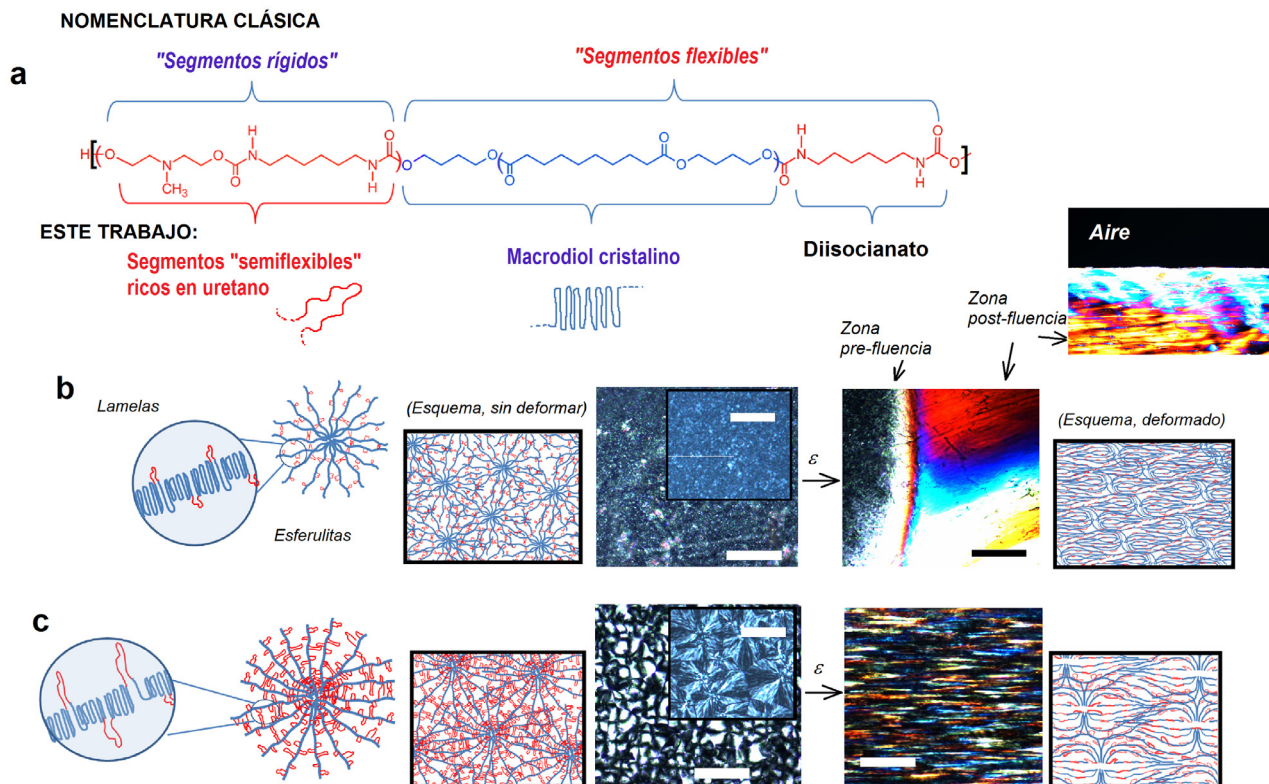 NOMENCLATURA CLÁSICA
a
"Segmentos rígidos"
"Segmentos flexibles"
H
O
N
CH3
O
O
H
N
N
H
O
O
O
O
O
O
O
H
N
N
H
O
O
ESTE TRABAJO:
Segmentos "semiflexibles"
ricos en uretano
Macrodiol cristalino
Diisocianato
Aire
Zona
pre-fluencia
Zona
post-fluencia
b
Lamelas
Esferulitas
(Esquema, sin deformar)
ε
(Esquema, deformado)
c
ε